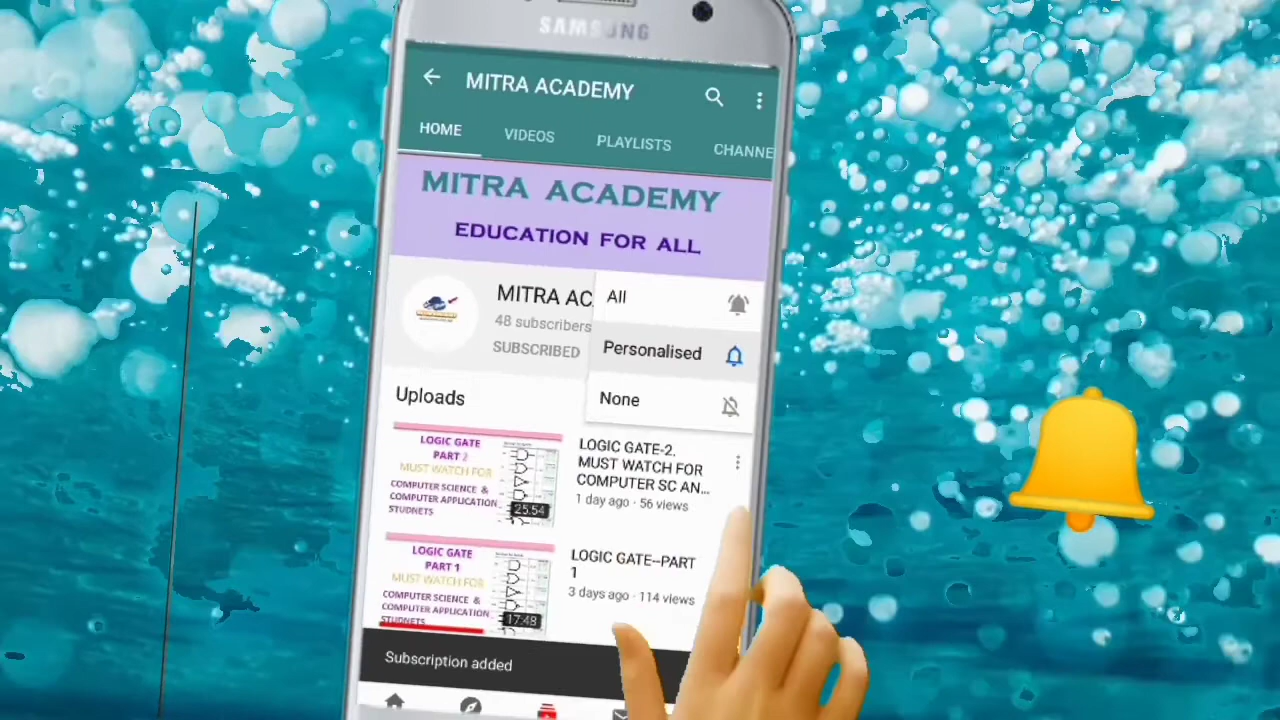 SAMSUNG
MITRA ACADEMY
HOME VIDEOS PLAYLISTS CHANNE
MITRA ACADEMY
EDUCATION FOR ALL
MITRA AC
48 subscribers
SUBSCRIBED
All
Personalised
None
Uploads
LOGIC GATE
PART 2
MUST WATCH FOR
COMPUTER SCIENCE &
COMPUTER APPLICATION
STUDNETS
25:54
LOGIC GATE-2.
MUST WATCH FOR
COMPUTER SC AN...
1 day ago · 56 views
LOGIC GATE
PART 1
MUST WATCH FOR
COMPUTER SCIENCE &
COMPUTER APPLICATION
STUDNETS
17:48
LOGIC GATE--PART
1
3 days ago · 114 views
Subscription added